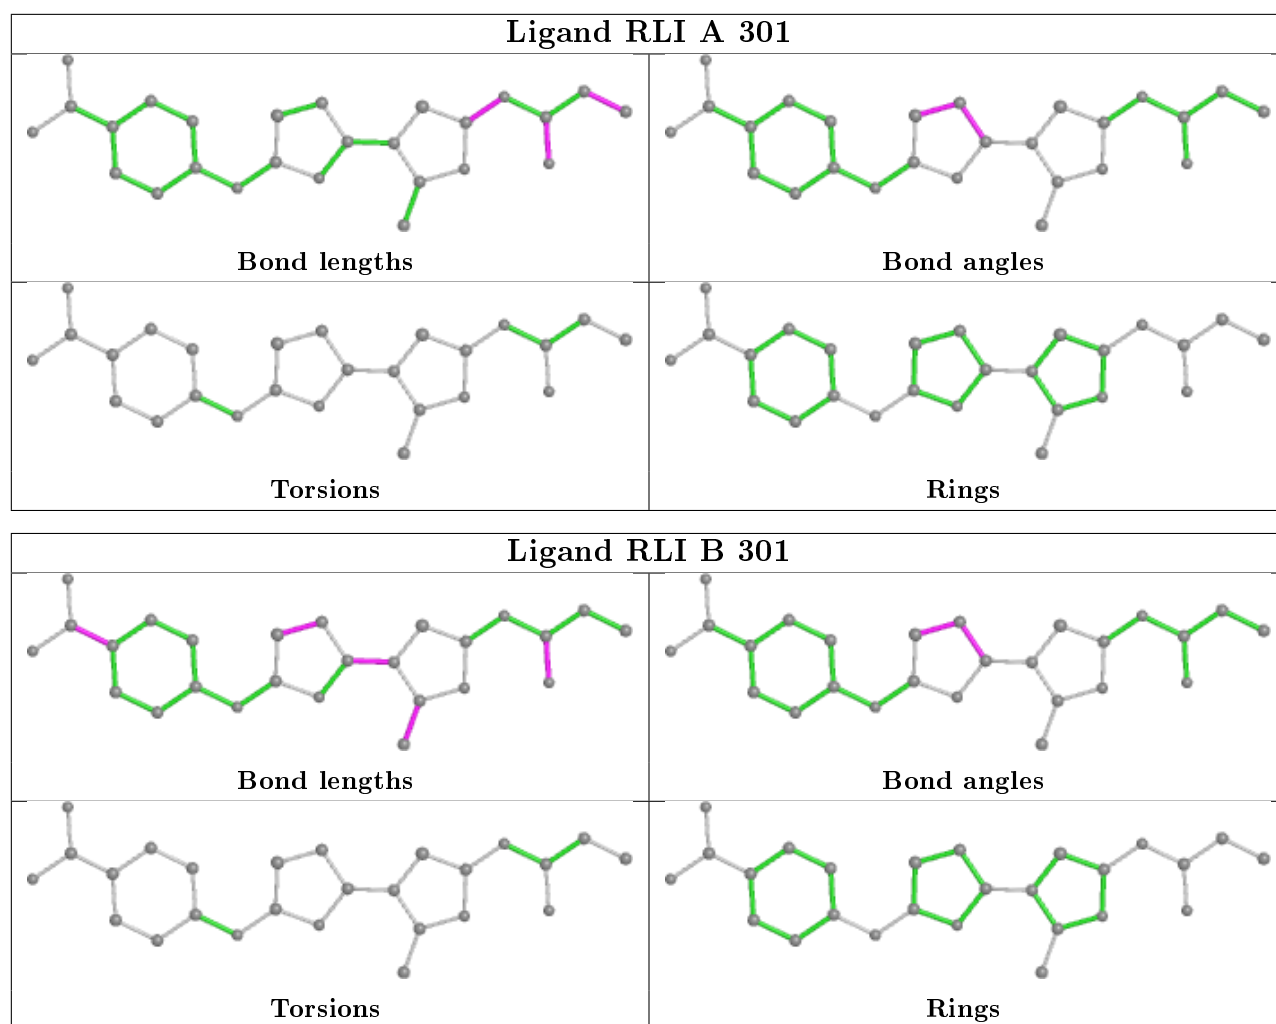 Ligand RLI A 301
Bond lengths
Bond angles
Torsions
Rings
Ligand RLI B 301
Bond lengths
Bond angles
Torsions
Rings